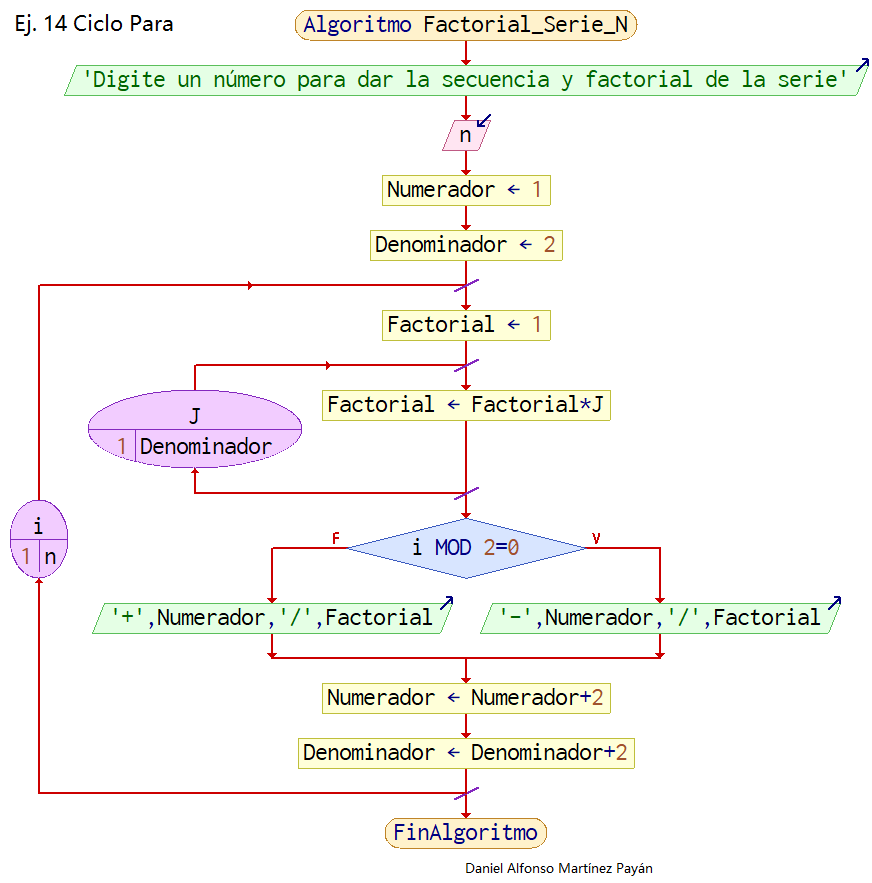 Ej. 14 Ciclo Para
Algoritmo Factorial_Serie_N
'Digite un número para dar la secuencia y factorial de la serie'
n
Numerador ← 1
Denominador ← 2
Factorial ← 1
J
1 Denominador
Factorial ← Factorial*J
i
1 n
i MOD 2=0
F
V
'+',Numerador,'/',Factorial
'-',Numerador,'/',Factorial
Numerador ← Numerador+2
Denominador ← Denominador+2
FinAlgoritmo
Daniel Alfonso Martínez Payán